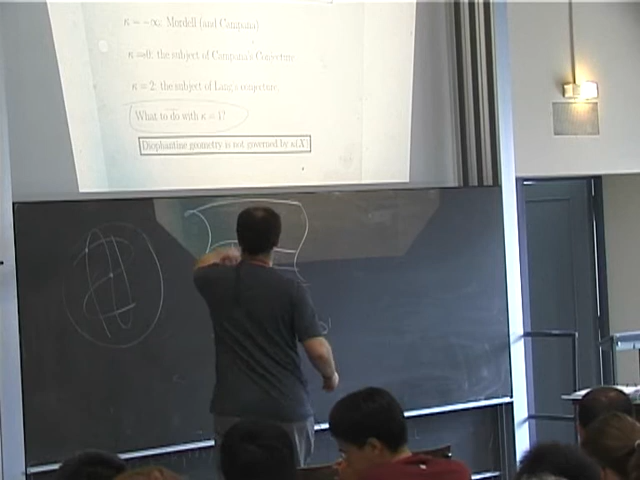 κ = −∞: Mordell (and Campana)
κ = 0: the subject of Campana's Conjecture
κ = 2: the subject of Lang's conjecture
What to do with κ = 1?
Diophantine geometry is not governed by κ(X)